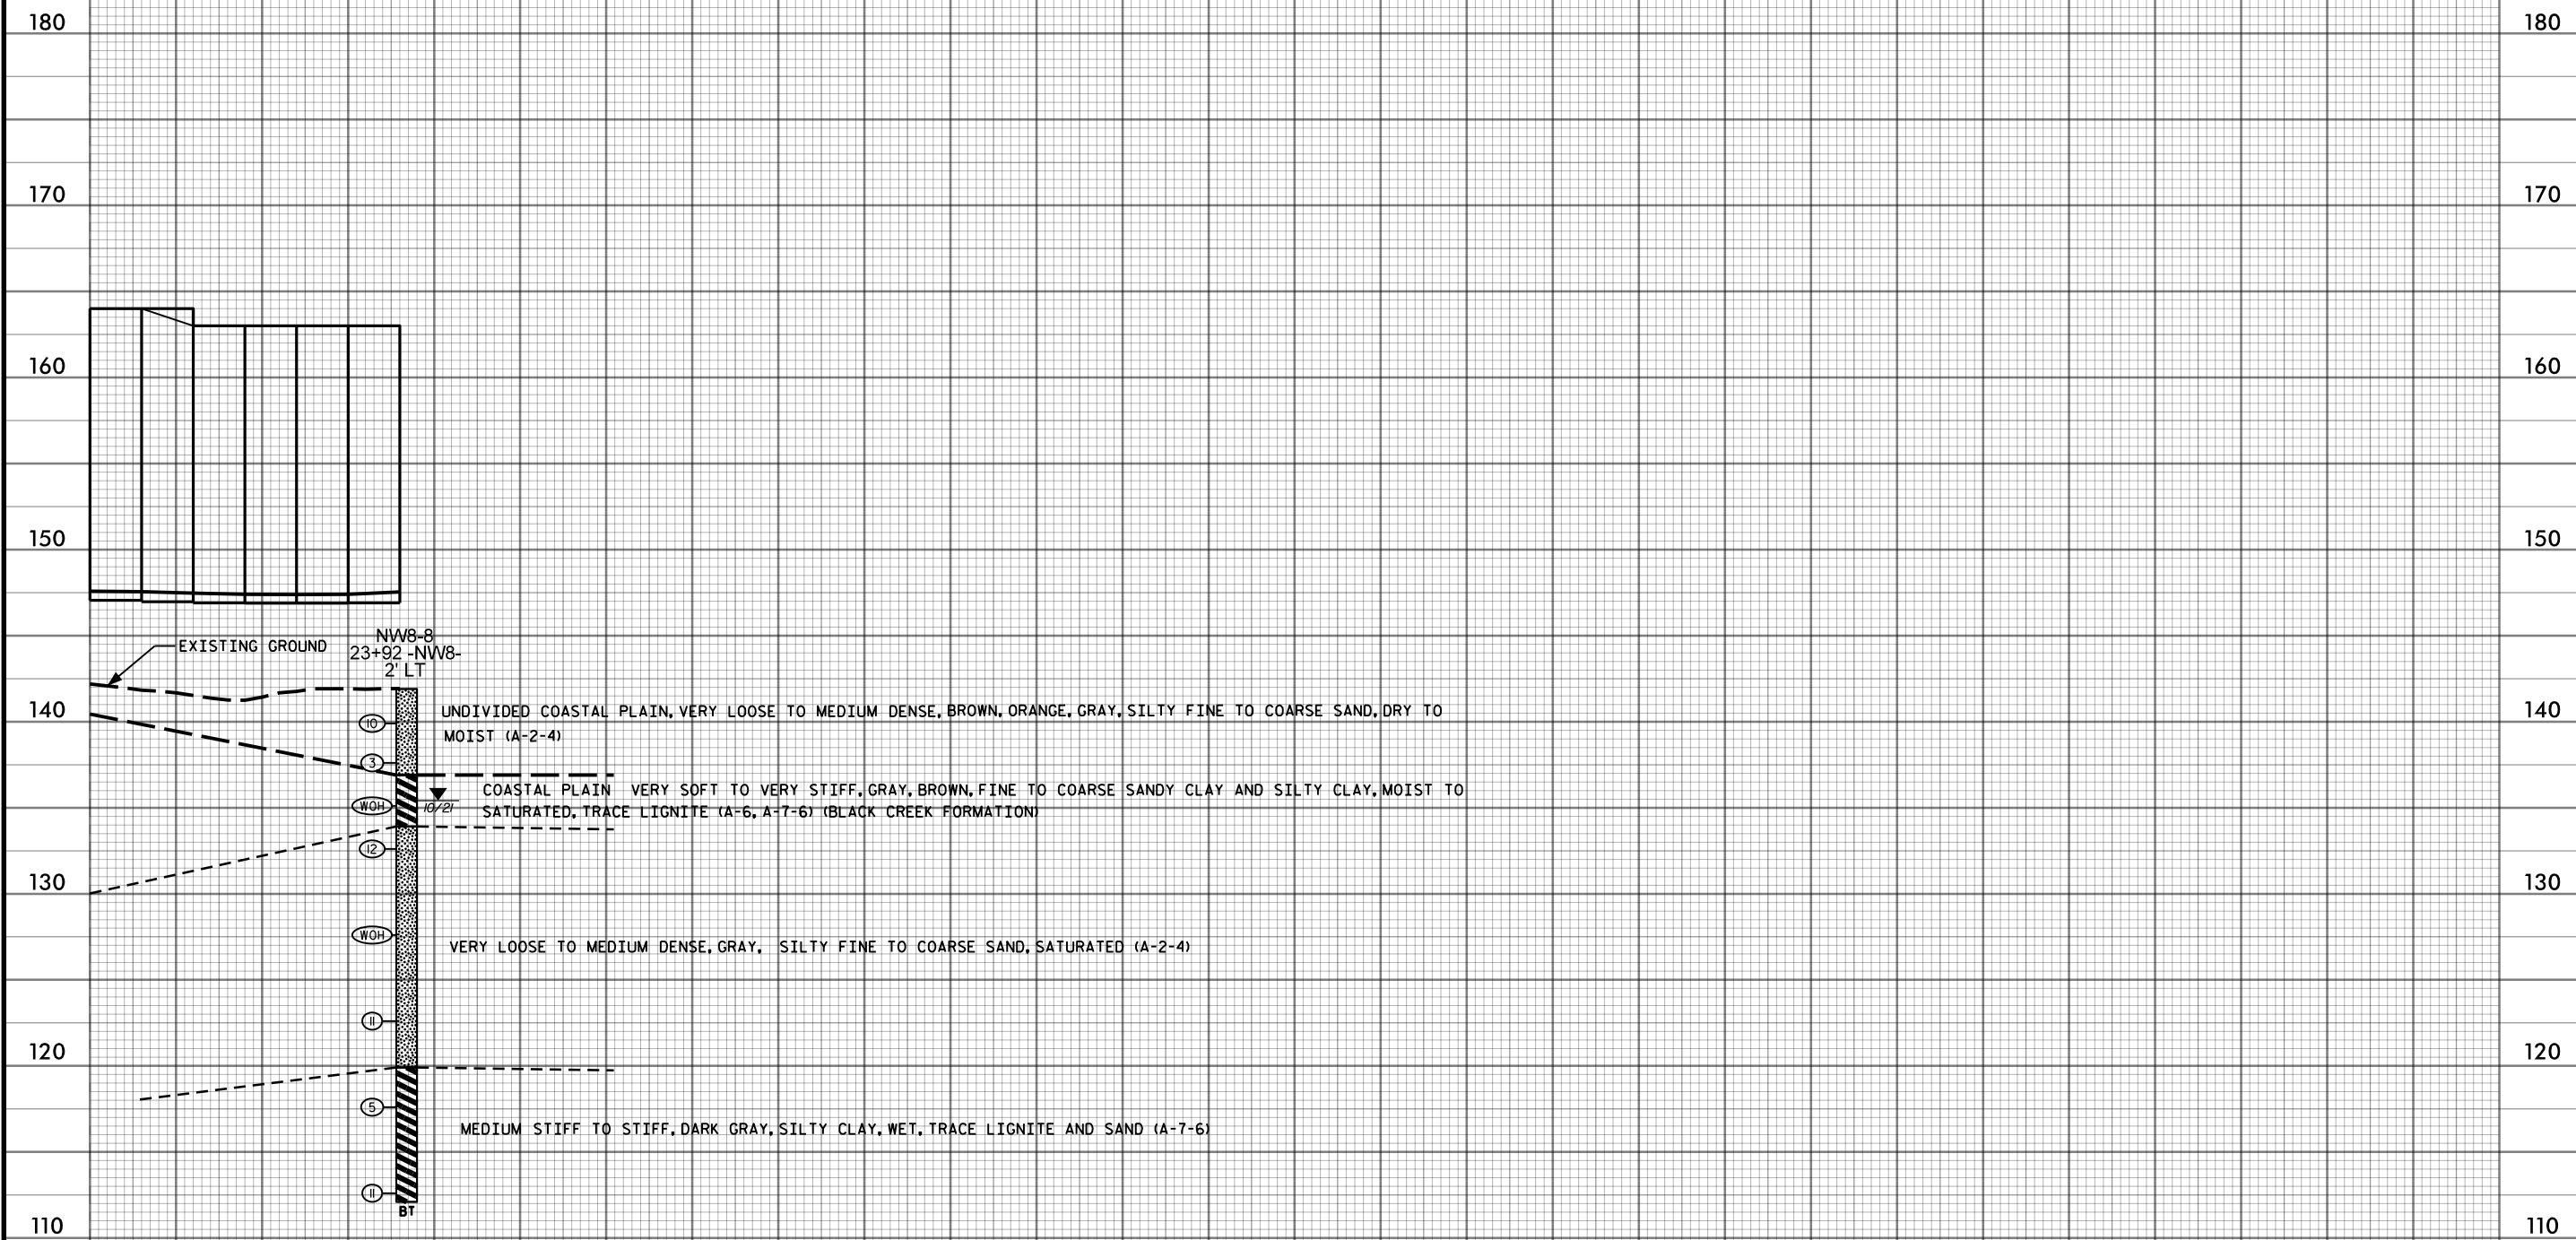 180 180
170 170
160 160
150 150
NW8-8
EXISTING GROUND
23+92 -NW8-
2' LT
140 140
10
UNDIVIDED COASTAL PLAIN, VERY LOOSE TO MEDIUM DENSE, BROWN, ORANGE, GRAY, SILTY FINE TO COARSE SAND, DRY TO
MOIST (A-2-4)
3
COASTAL PLAIN VERY SOFT TO VERY STIFF, GRAY, BROWN, FINE TO COARSE SANDY CLAY AND SILTY CLAY, MOIST TO
WOH
10/21
SATURATED, TRACE LIGNITE (A-6, A-7-6) (BLACK CREEK FORMATION)
12
130 130
WOH
VERY LOOSE TO MEDIUM DENSE, GRAY, SILTY FINE TO COARSE SAND, SATURATED (A-2-4)
11
120 120
5
MEDIUM STIFF TO STIFF, DARK GRAY, SILTY CLAY, WET, TRACE LIGNITE AND SAND (A-7-6)
11
BT
110 110